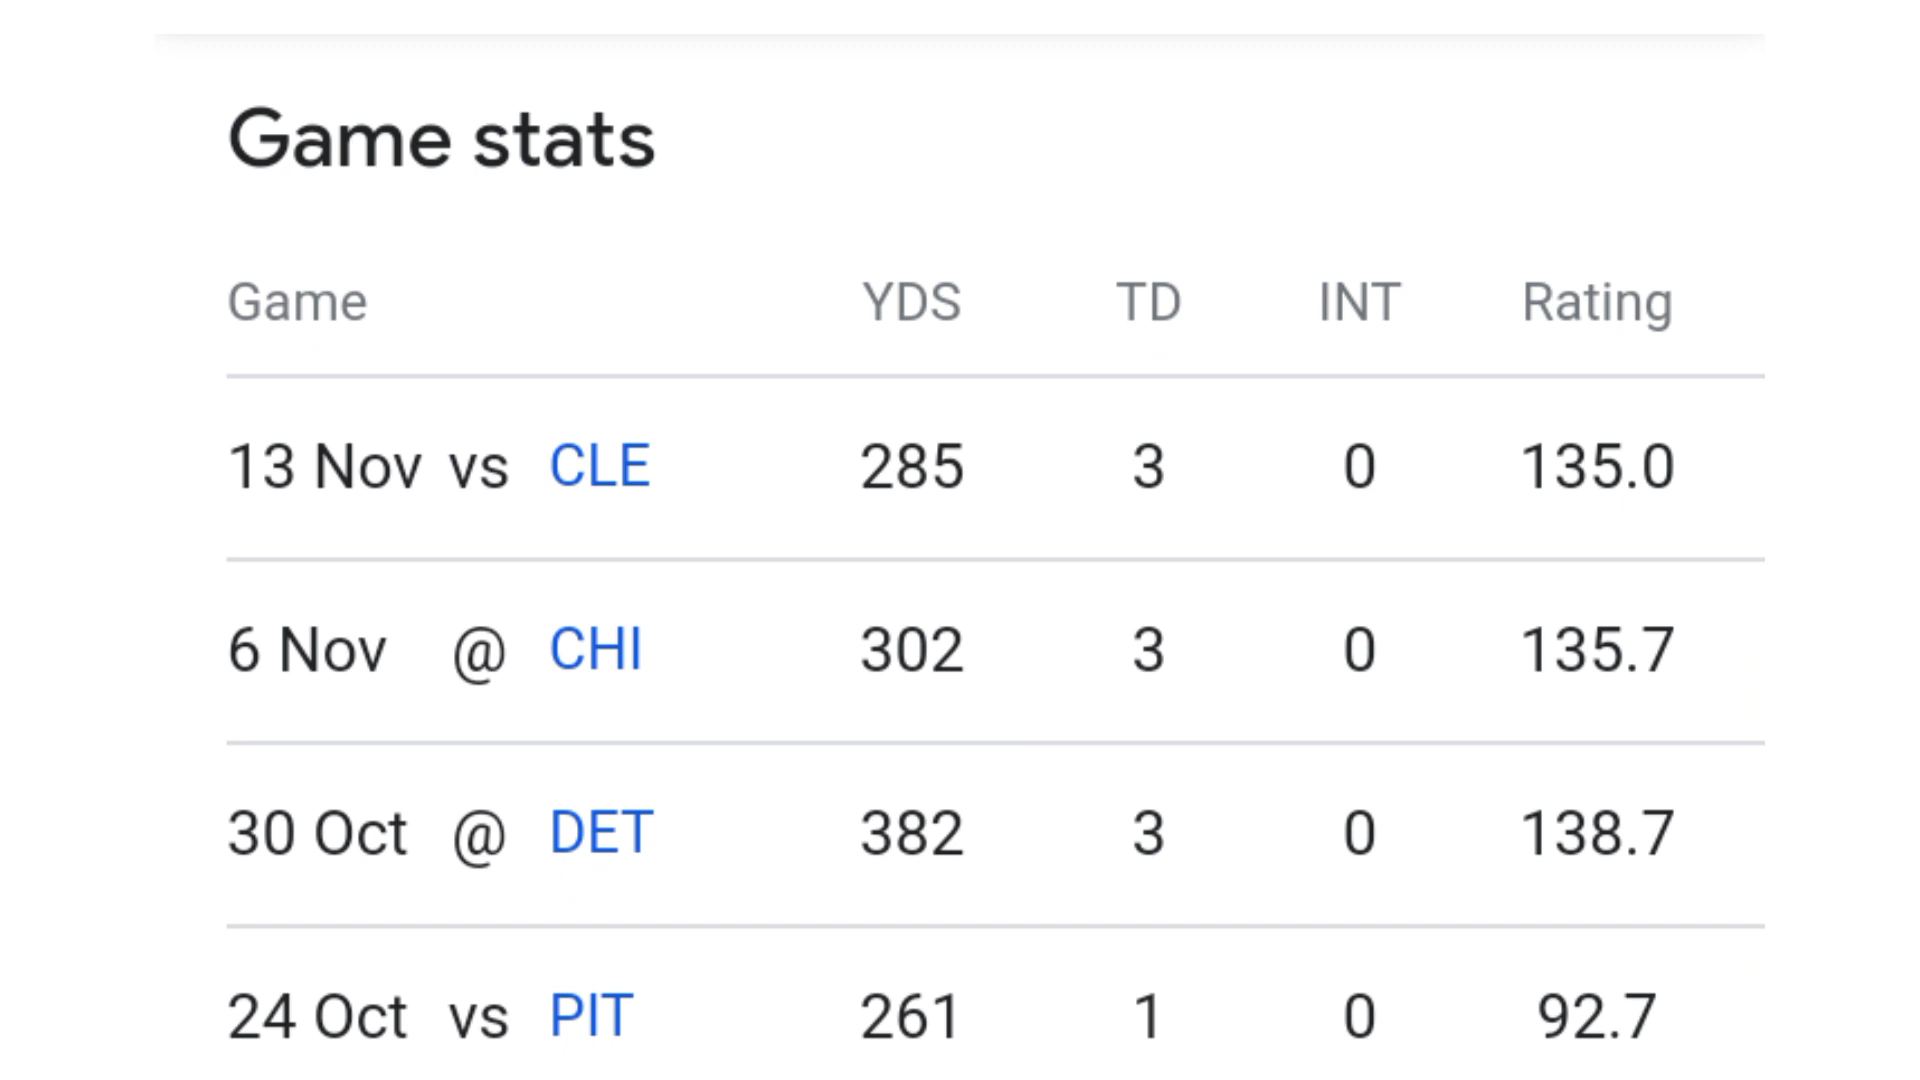 Game stats
Game YDS TD INT Rating
13 Nov vs CLE 285 3 0 135.0
6 Nov @ CHI 302 3 0 135.7
30 Oct @ DET 382 3 0 138.7
24 Oct vs PIT 261 1 0 92.7